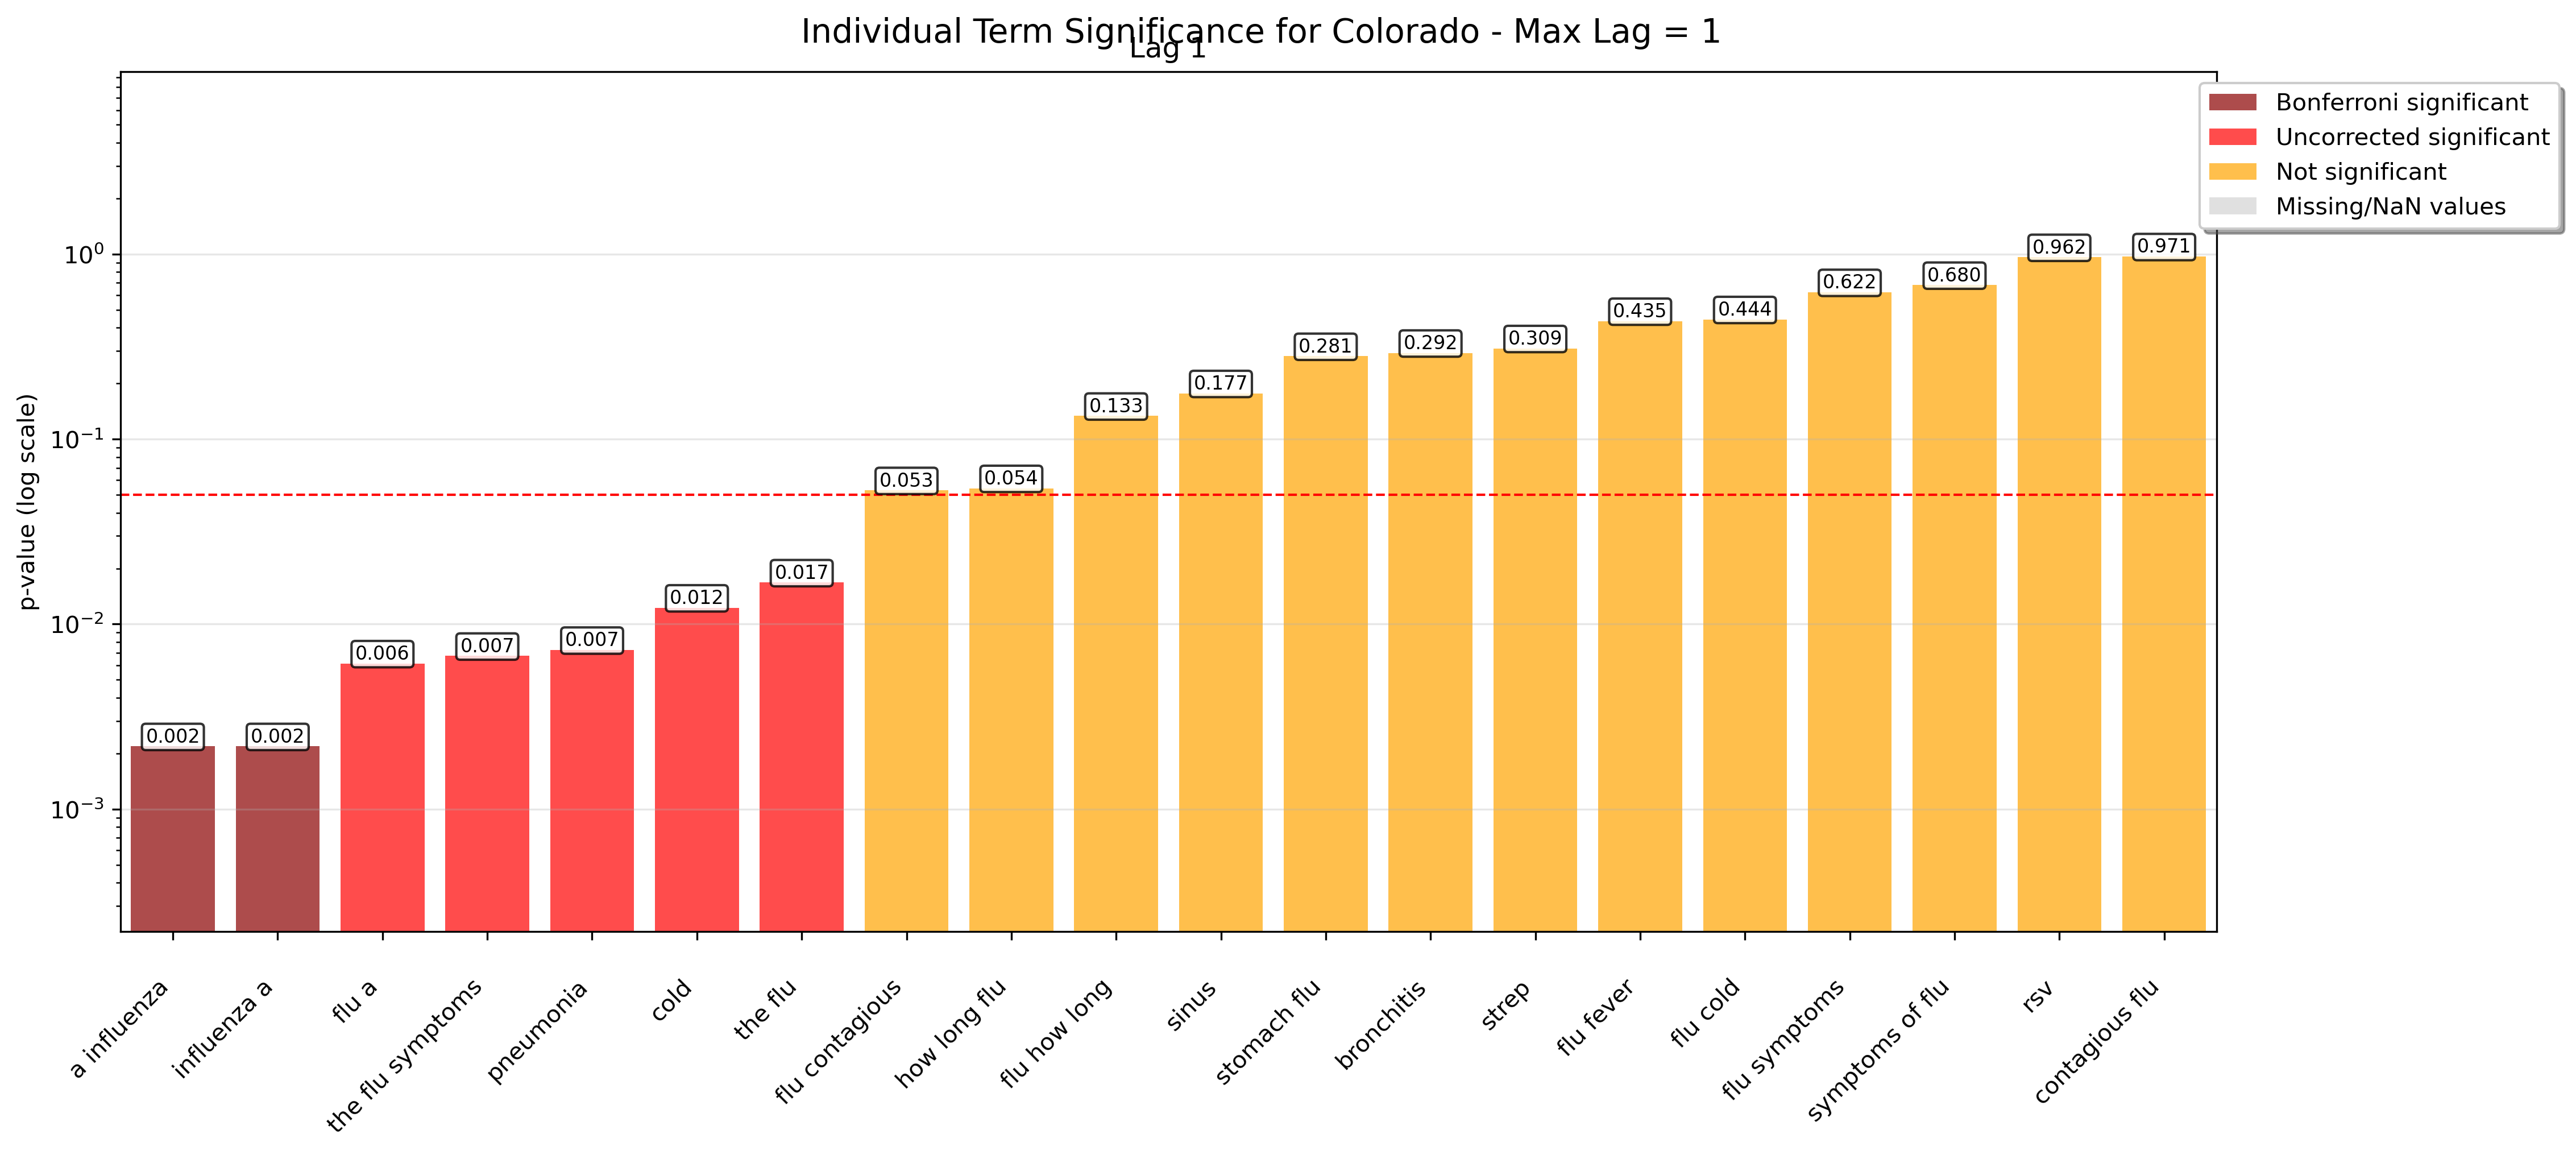 Individual Term Significance for Colorado - Max Lag = 1
Lag 1
Bonferroni significant
Uncorrected significant
Not significant
Missing/NaN values
p-value (log scale)
10⁰
10⁻¹
10⁻²
10⁻³
0.002
0.002
0.006
0.007
0.007
0.012
0.017
0.053
0.054
0.133
0.177
0.281
0.292
0.309
0.435
0.444
0.622
0.680
0.962
0.971
a influenza
influenza a
flu a
the flu symptoms
pneumonia
cold
the flu
flu contagious
how long flu
flu how long
sinus
stomach flu
bronchitis
strep
flu fever
flu cold
flu symptoms
symptoms of flu
rsv
contagious flu